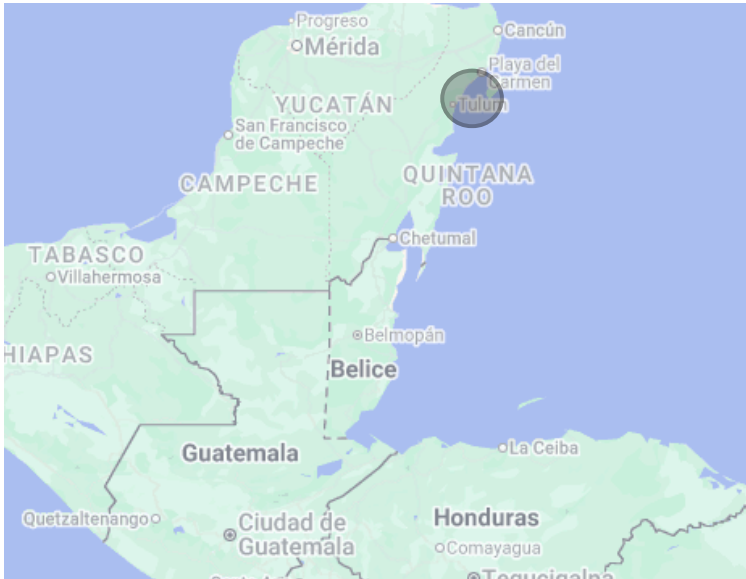 Progreso
Mérida
Cancún
Playa del
Carmen
Tulum
YUCATÁN
San Francisco
de Campeche
CAMPECHE
QUINTANA
ROO
Chetumal
TABASCO
Villahermosa
Belmopán
HIAPAS
Belice
Guatemala
La Ceiba
Quetzaltenango
Ciudad de
Guatemala
Honduras
Comayagua
Tegucigalpa